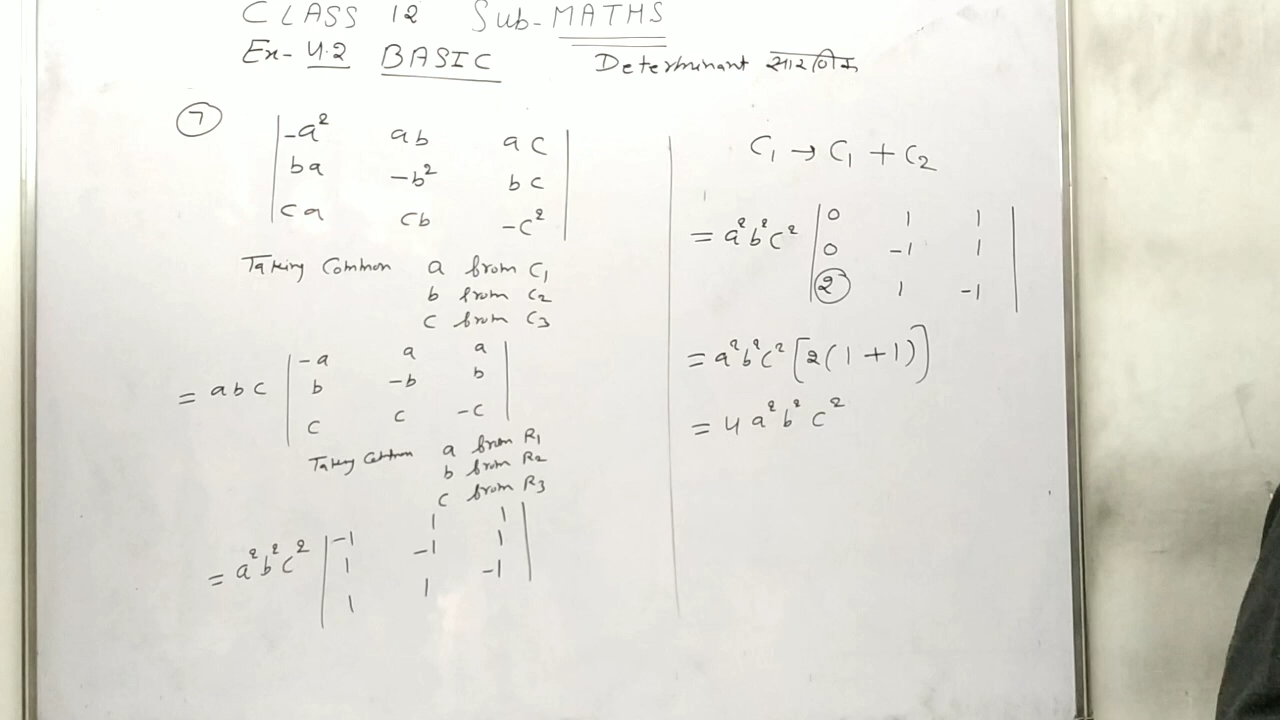 CLASS 12 Sub-MATHS
Ex- 4.2 BASIC Determinant सारणिक
7
-a² ab ac
ba -b² bc
ca cb -c²
Taking Common a from C₁
b from C₂
c from C₃
= abc | -a a a |
b -b b
c c -c
Taking Common a from R₁
b from R₂
c from R₃
= a²b²c² | -1 1 1 |
1 -1 1
1 1 -1
C₁ → C₁ + C₂
= a²b²c² | 0 1 1 |
0 -1 1
2 1 -1
= a²b²c² [2(1+1)]
= 4a²b²c²